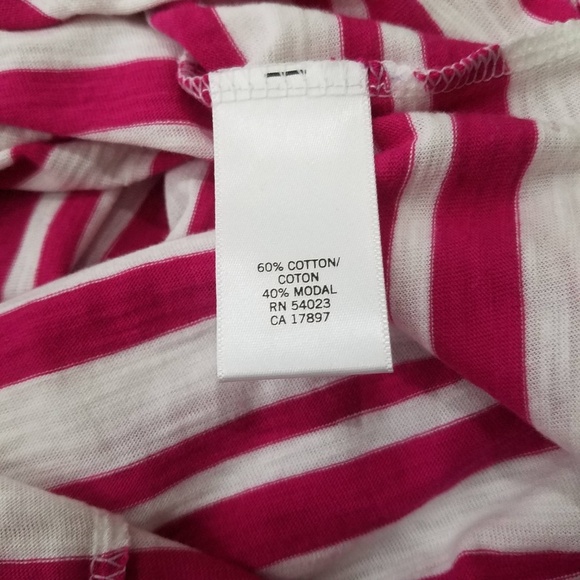 60% COTTON/
COTON
40% MODAL
RN 54023
CA 17897